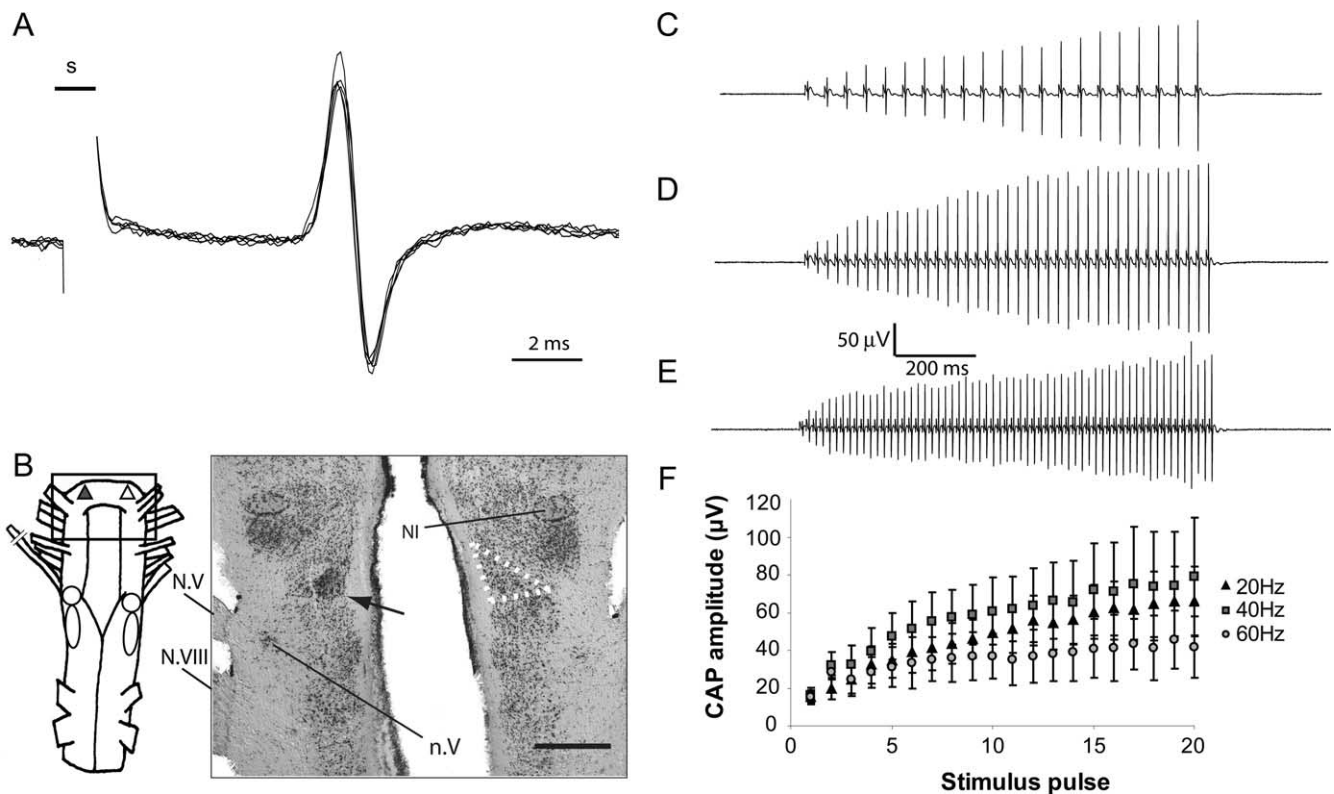 A
s
2 ms
B
N.V
N.VIII
NI
n.V
C
D
50 µV
200 ms
E
F
CAP amplitude (µV)
120
100
80
60
40
20
0
0 5 10 15 20
Stimulus pulse
20Hz
40Hz
60Hz